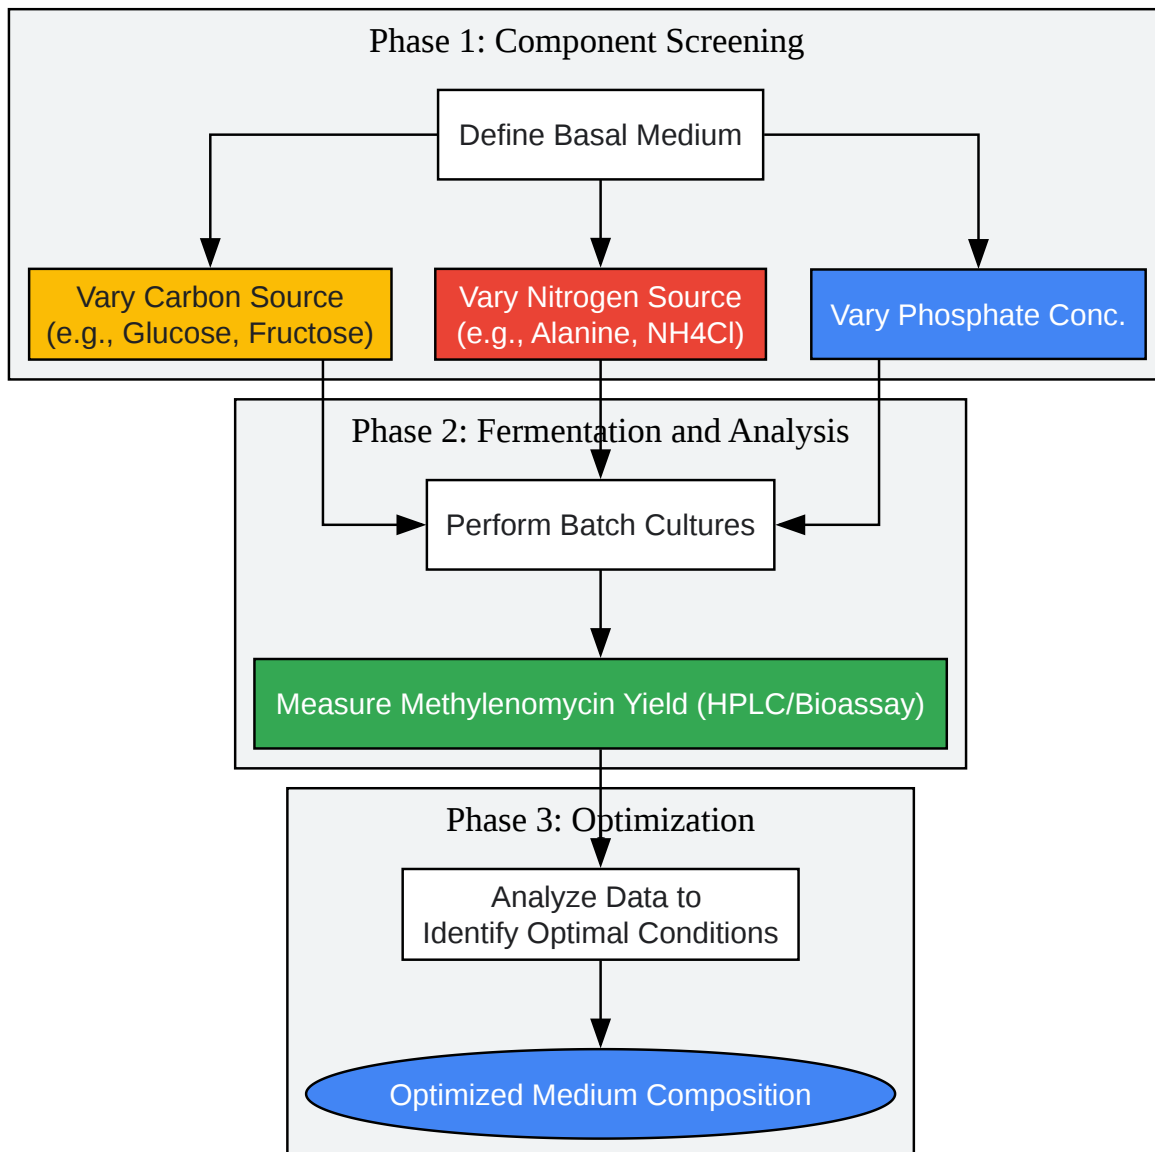 Phase 1: Component Screening
Define Basal Medium
Vary Carbon Source
(e.g., Glucose, Fructose)
Vary Nitrogen Source
(e.g., Alanine, NH4Cl)
Vary Phosphate Conc.
Phase 2: Fermentation and Analysis
Perform Batch Cultures
Measure Methylenomycin Yield (HPLC/Bioassay)
Phase 3: Optimization
Analyze Data to
Identify Optimal Conditions
Optimized Medium Composition